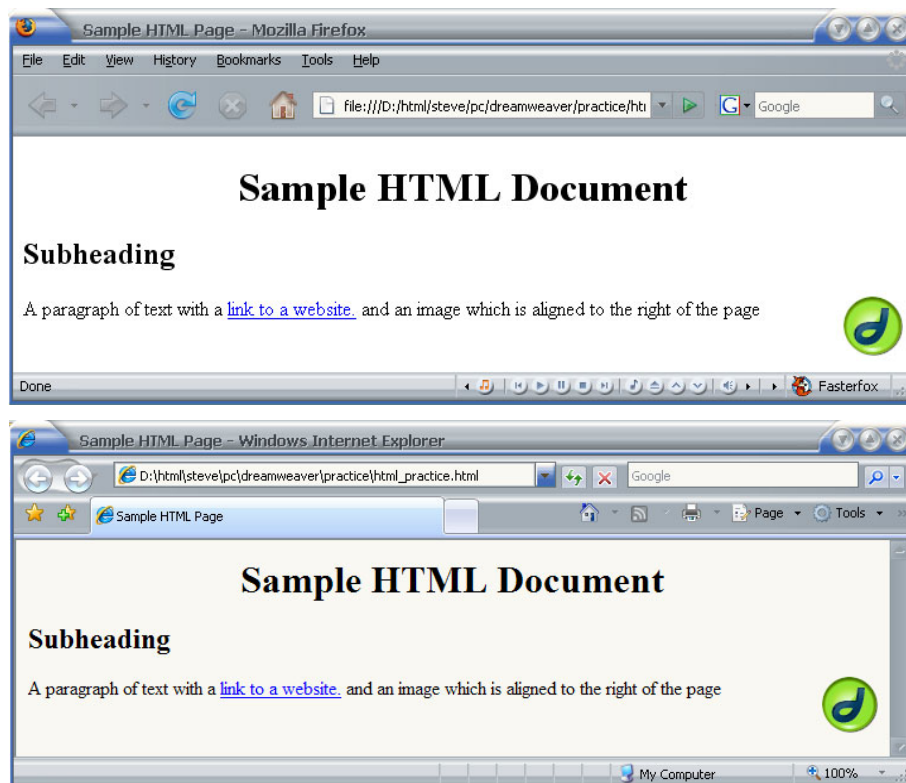 Sample HTML Page - Mozilla Firefox
File Edit View History Bookmarks Tools Help
file:///D:/html/steve/pc/dreamweaver/practice/ht G Google
Sample HTML Document
Subheading
A paragraph of text with a link to a website. and an image which is aligned to the right of the page
Done Fasterfox
Sample HTML Page - Windows Internet Explorer
D:\html\steve\pc\dreamweaver\practice\html_practice.html Google
Sample HTML Page Page Tools
Sample HTML Document
Subheading
A paragraph of text with a link to a website. and an image which is aligned to the right of the page
My Computer 100%